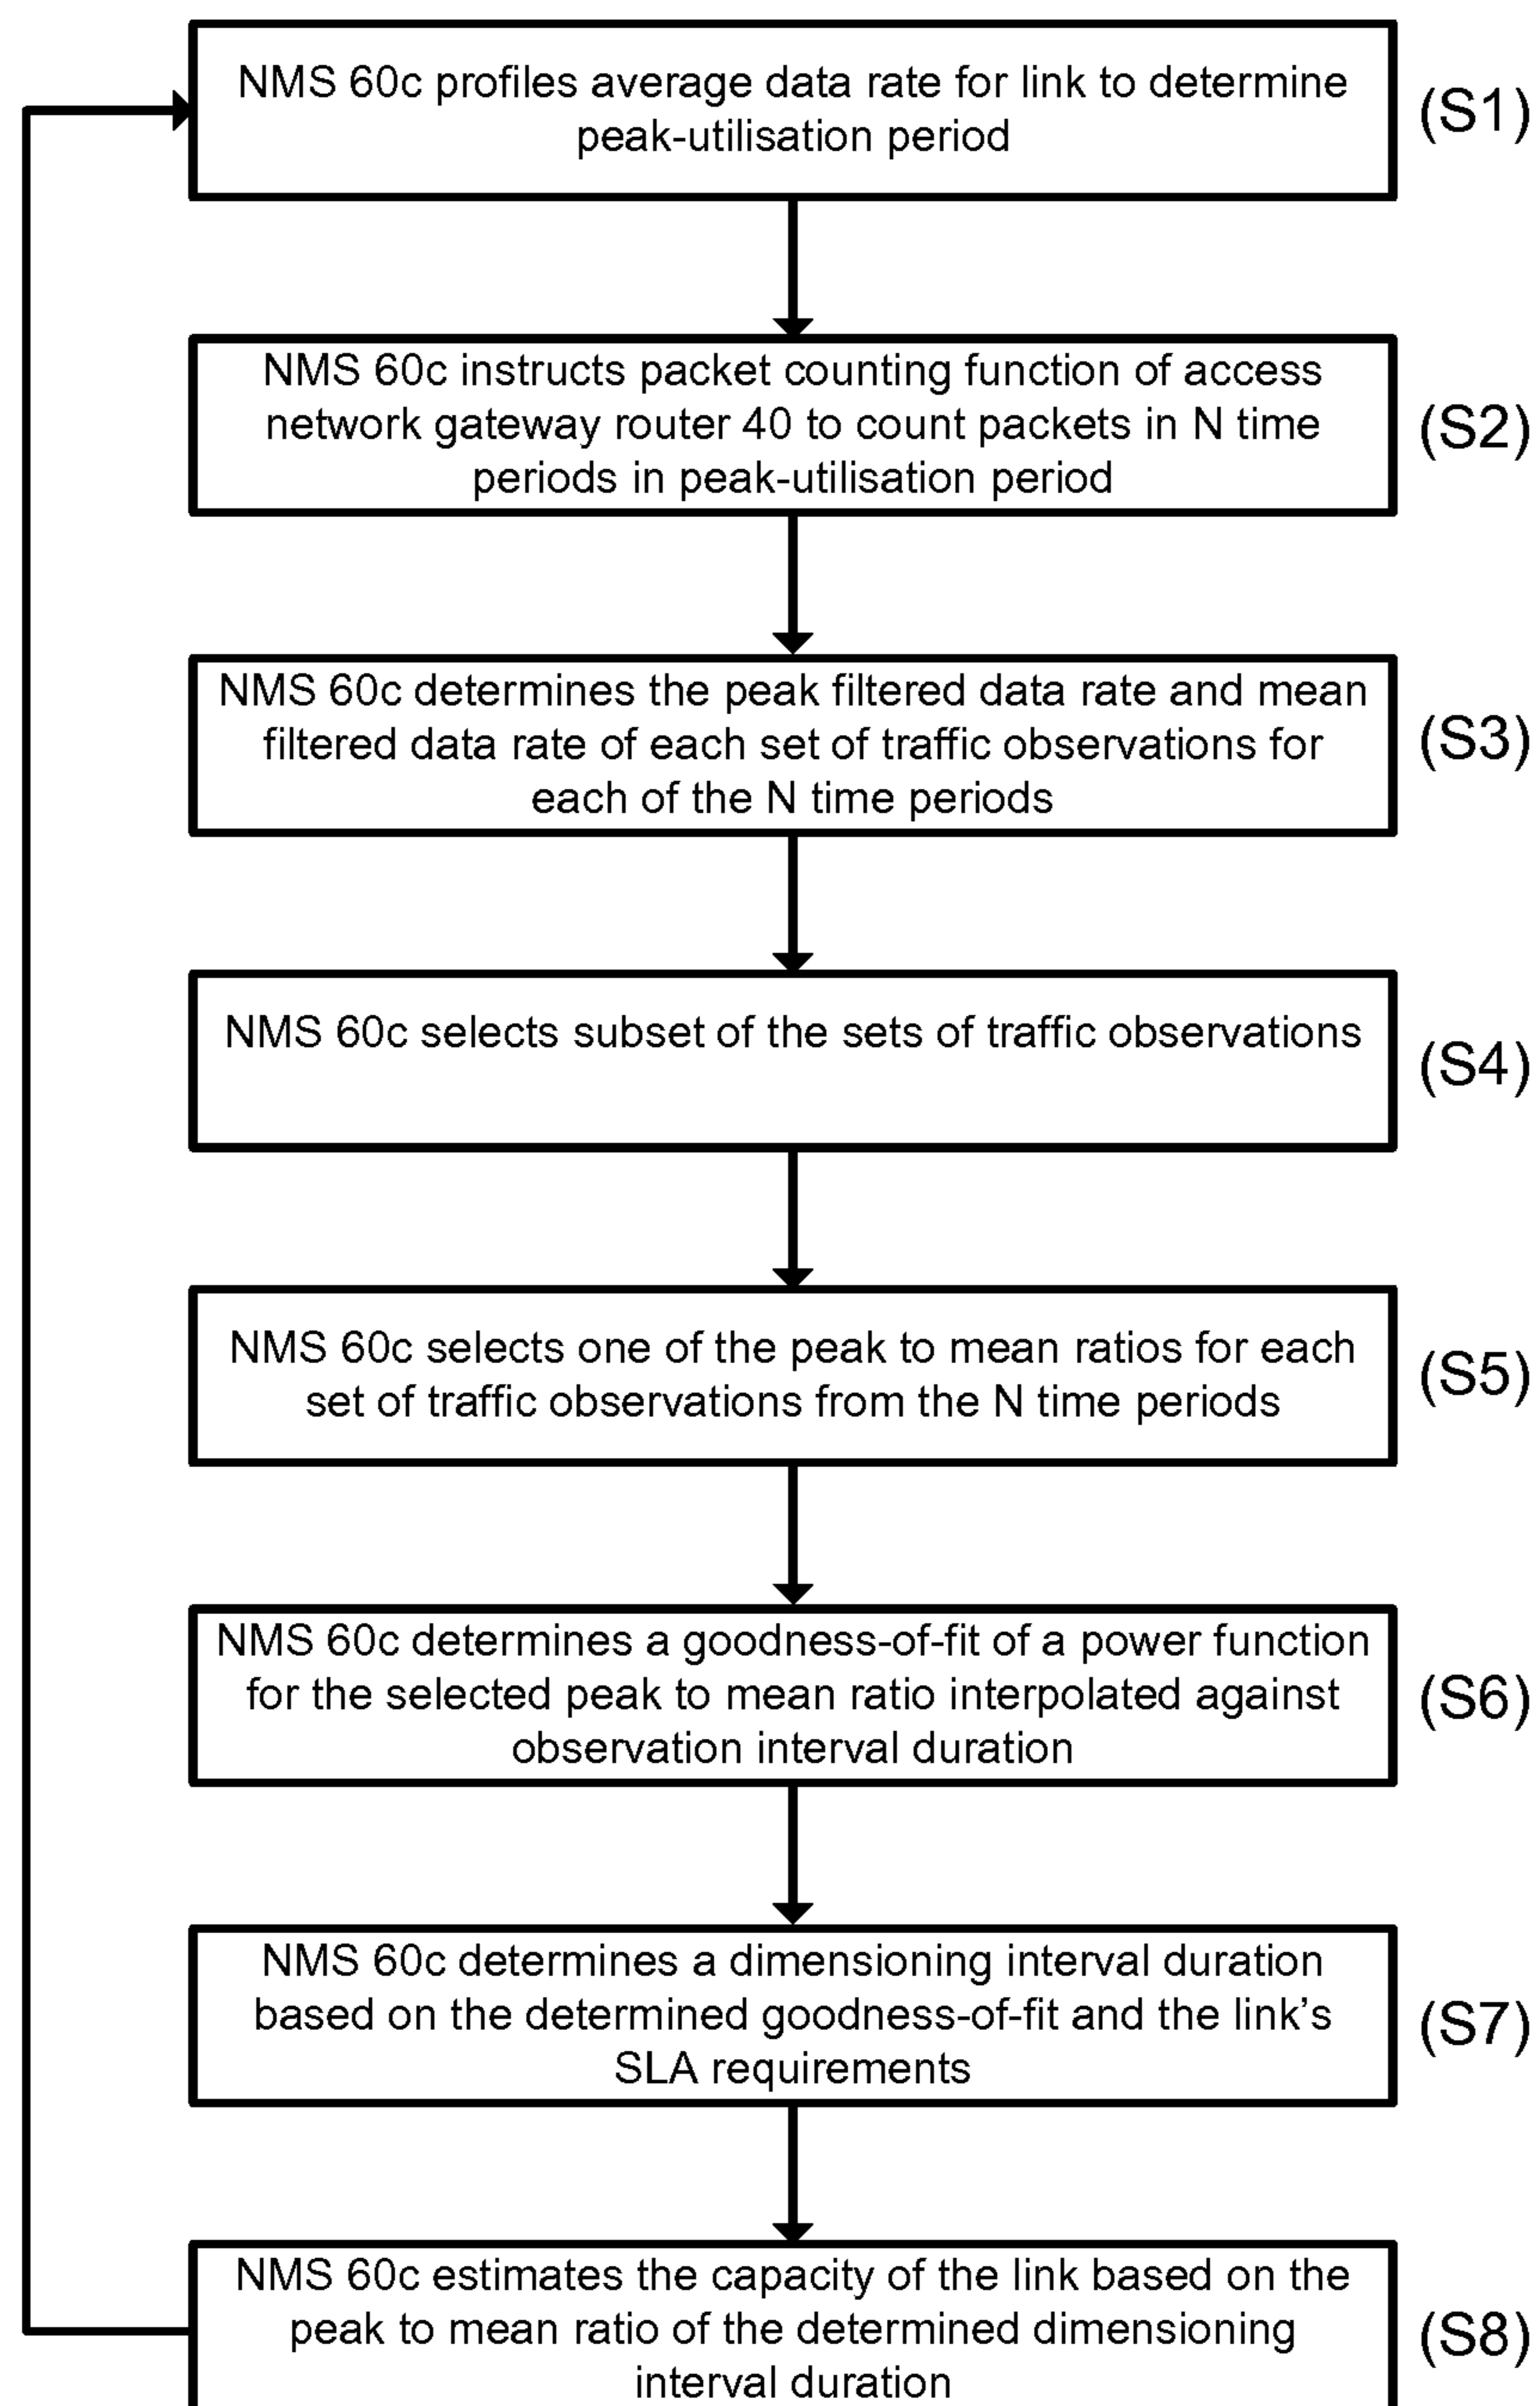 NMS 60c profiles average data rate for link to determine
peak-utilisation period
(S1)
NMS 60c instructs packet counting function of access
network gateway router 40 to count packets in N time
periods in peak-utilisation period
(S2)
NMS 60c determines the peak filtered data rate and mean
filtered data rate of each set of traffic observations for
each of the N time periods
(S3)
NMS 60c selects subset of the sets of traffic observations
(S4)
NMS 60c selects one of the peak to mean ratios for each
set of traffic observations from the N time periods
(S5)
NMS 60c determines a goodness-of-fit of a power function
for the selected peak to mean ratio interpolated against
observation interval duration
(S6)
NMS 60c determines a dimensioning interval duration
based on the determined goodness-of-fit and the link's
SLA requirements
(S7)
NMS 60c estimates the capacity of the link based on the
peak to mean ratio of the determined dimensioning
interval duration
(S8)